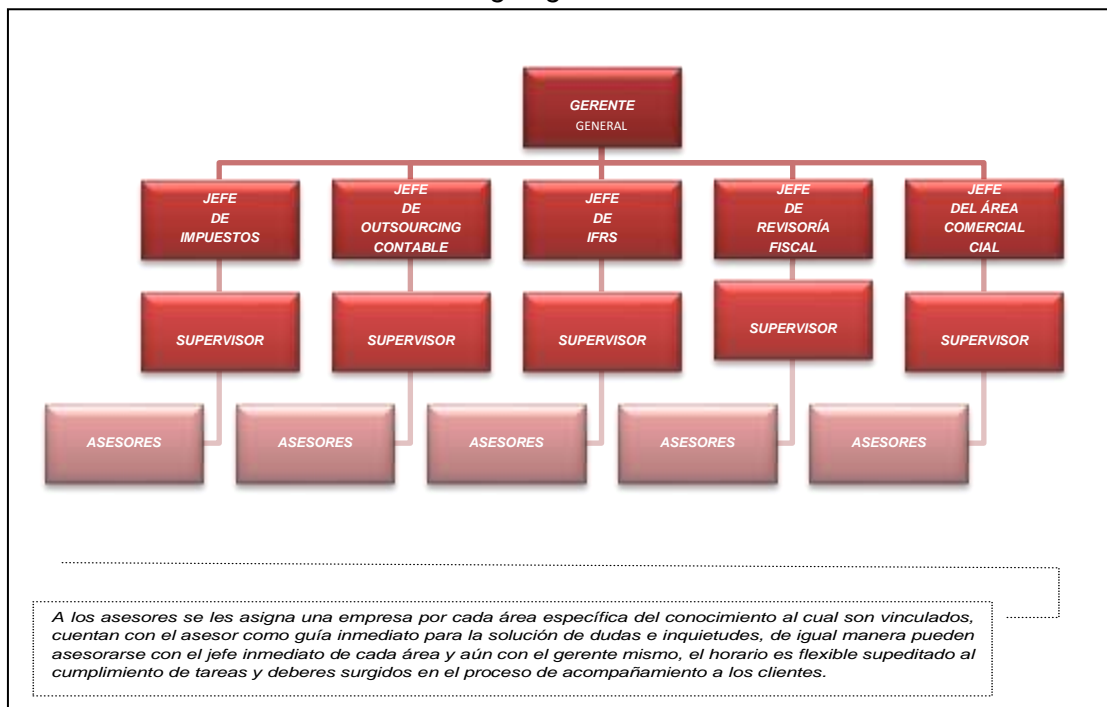 GERENTE
GENERAL
JEFE
DE
IMPUESTOS
JEFE
DE
OUTSOURCING
CONTABLE
JEFE
DE
IFRS
JEFE
DE
REVISORÍA
FISCAL
JEFE
DEL ÁREA
COMERCIAL
CIAL
SUPERVISOR
SUPERVISOR
SUPERVISOR
SUPERVISOR
SUPERVISOR
ASESORES
ASESORES
ASESORES
ASESORES
ASESORES
A los asesores se les asigna una empresa por cada área específica del conocimiento al cual son vinculados,
cuentan con el asesor como guía inmediato para la solución de dudas e inquietudes, de igual manera pueden
asesorarse con el jefe inmediato de cada área y aún con el gerente mismo, el horario es flexible supeditado al
cumplimiento de tareas y deberes surgidos en el proceso de acompañamiento a los clientes.